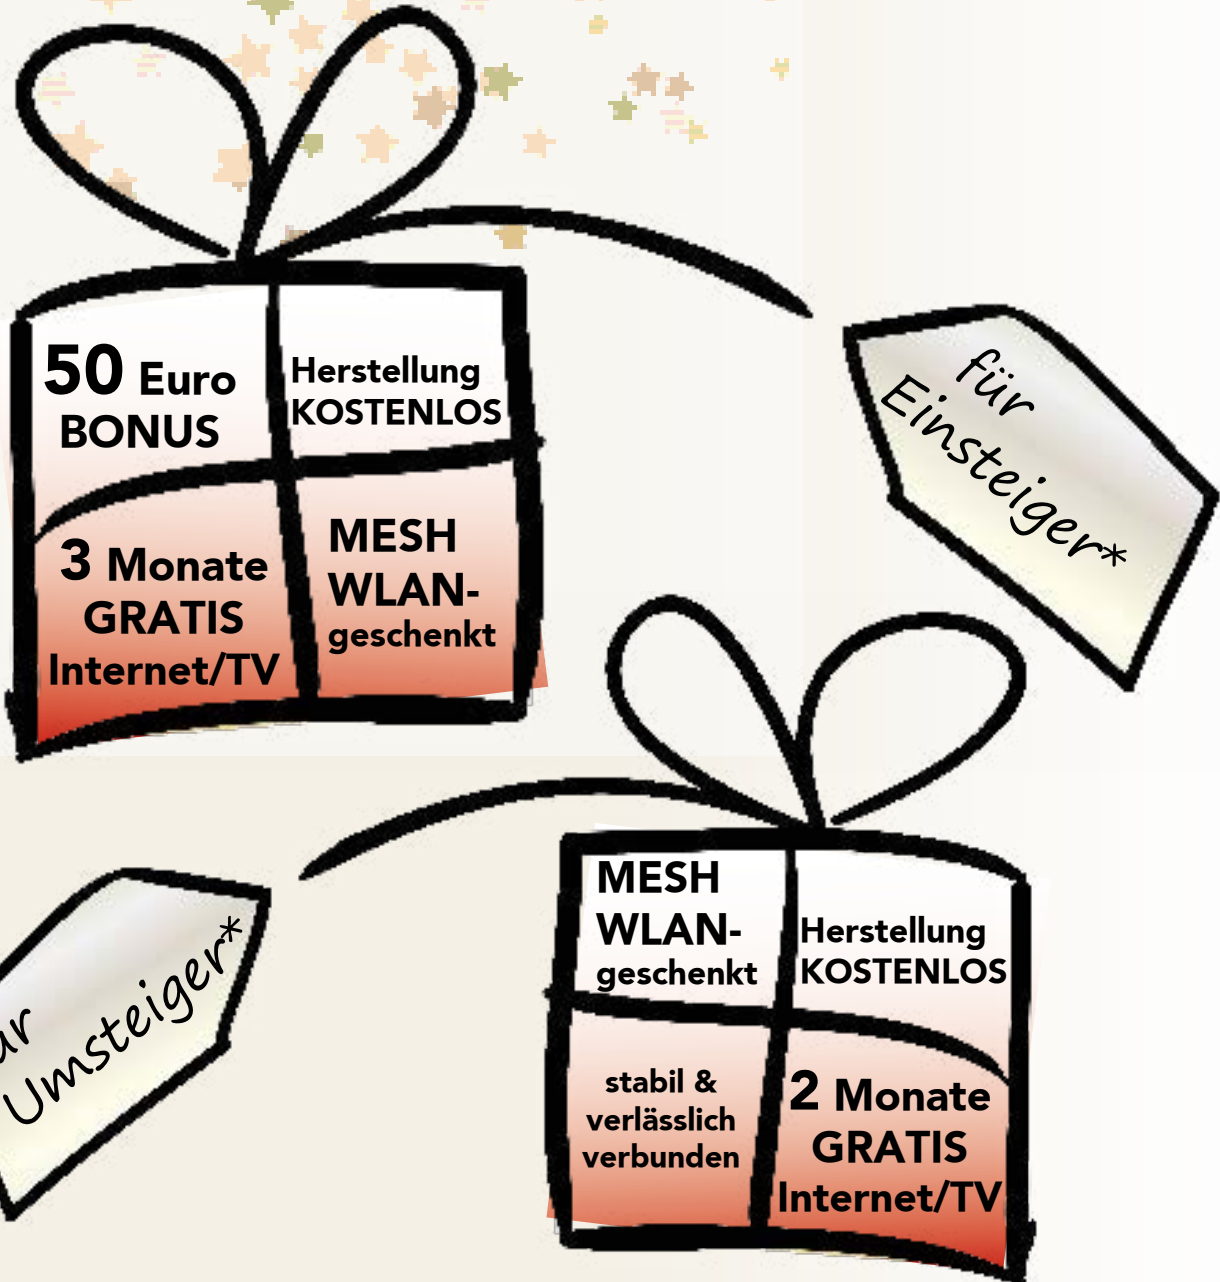 50 Euro
BONUS
Herstellung
KOSTENLOS
3 Monate
GRATIS
Internet/TV
MESH
WLAN-
geschenkt
für
Einsteiger*
Umsteiger*
MESH
WLAN-
geschenkt
Herstellung
KOSTENLOS
stabil &
verlässlich
verbunden
2 Monate
GRATIS
Internet/TV